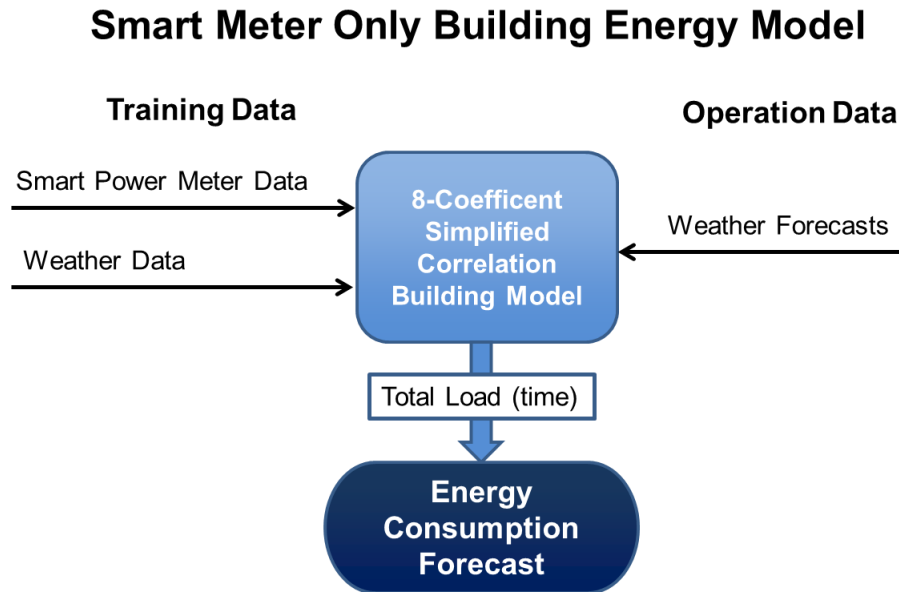 Smart Meter Only Building Energy Model
Training Data
Operation Data
Smart Power Meter Data
Weather Data
8-Coefficent
Simplified
Correlation
Building Model
Weather Forecasts
Total Load (time)
Energy
Consumption
Forecast